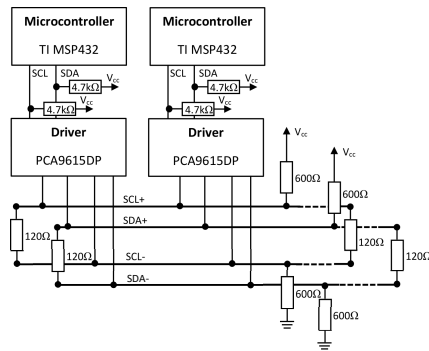 Microcontroller
TI MSP432
Microcontroller
TI MSP432
SCL SDA
SCL SDA
4.7kΩ Vcc
4.7kΩ Vcc
4.7kΩ Vcc
4.7kΩ Vcc
Driver
PCA9615DP
Driver
PCA9615DP
Vcc
Vcc
600Ω
600Ω
SCL+
SDA+
120Ω
120Ω
120Ω
120Ω
SCL-
SDA-
600Ω
600Ω